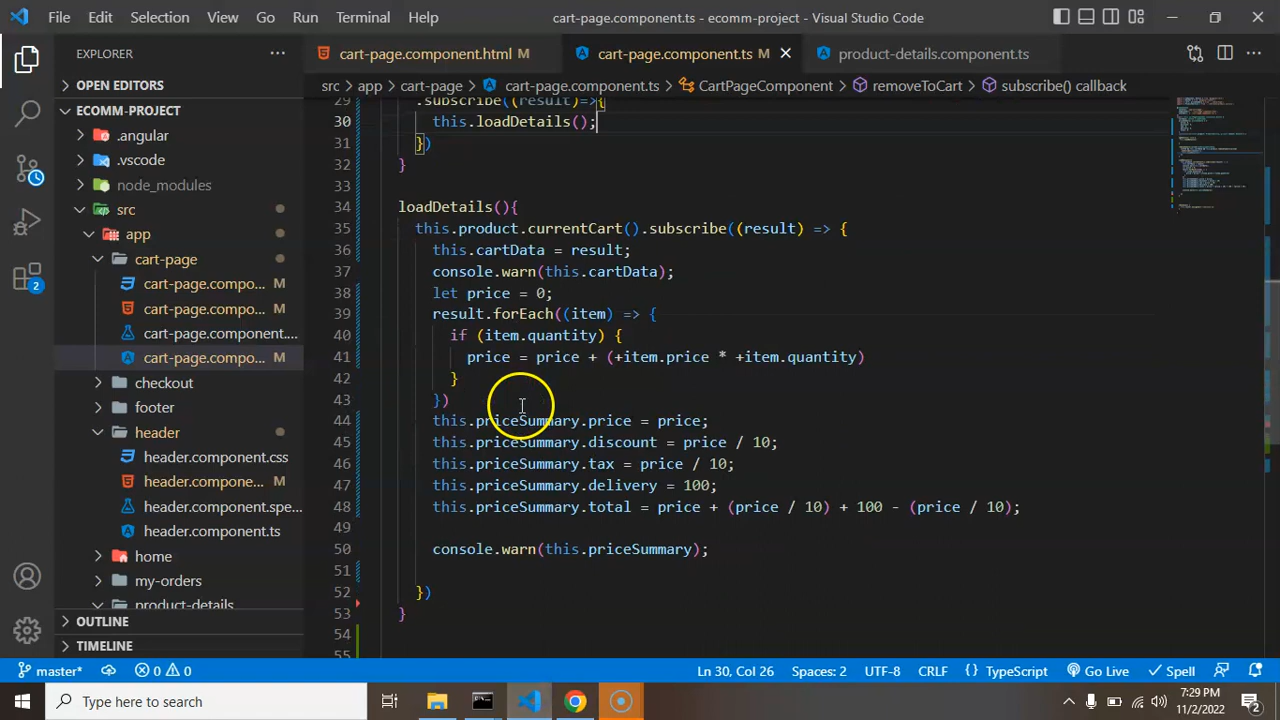 File Edit Selection View Go Run Terminal Help cart-page.component.ts - ecomm-project - Visual Studio Code
EXPLORER
cart-page.component.html M cart-page.component.ts M product-details.component.ts
OPEN EDITORS
src > app > cart-page > cart-page.component.ts > CartPageComponent > removeToCart > subscribe() callback
ECOMM-PROJECT
.angular
.vscode
node_modules
src
app
cart-page
cart-page.compo... M
cart-page.compo... M
cart-page.component....
cart-page.compo... M
checkout
footer
header
header.component.css
header.compone... M
header.component.spe...
header.component.ts
home
my-orders
product-details
OUTLINE
TIMELINE
29 .subscribe((result)=>{
30 this.loadDetails();
31 })
32 }
33
34 loadDetails(){
35 this.product.currentCart().subscribe((result) => {
36 this.cartData = result;
37 console.warn(this.cartData);
38 let price = 0;
39 result.forEach((item) => {
40 if (item.quantity) {
41 price = price + (+item.price * +item.quantity)
42 }
43 })
44 this.priceSummary.price = price;
45 this.priceSummary.discount = price / 10;
46 this.priceSummary.tax = price / 10;
47 this.priceSummary.delivery = 100;
48 this.priceSummary.total = price + (price / 10) + 100 - (price / 10);
49
50 console.warn(this.priceSummary);
51
52 })
53 }
54
55
2
master* 0 0 Ln 30, Col 26 Spaces: 2 UTF-8 CRLF { } TypeScript Go Live Spell
Type here to search
7:29 PM
11/2/2022
2